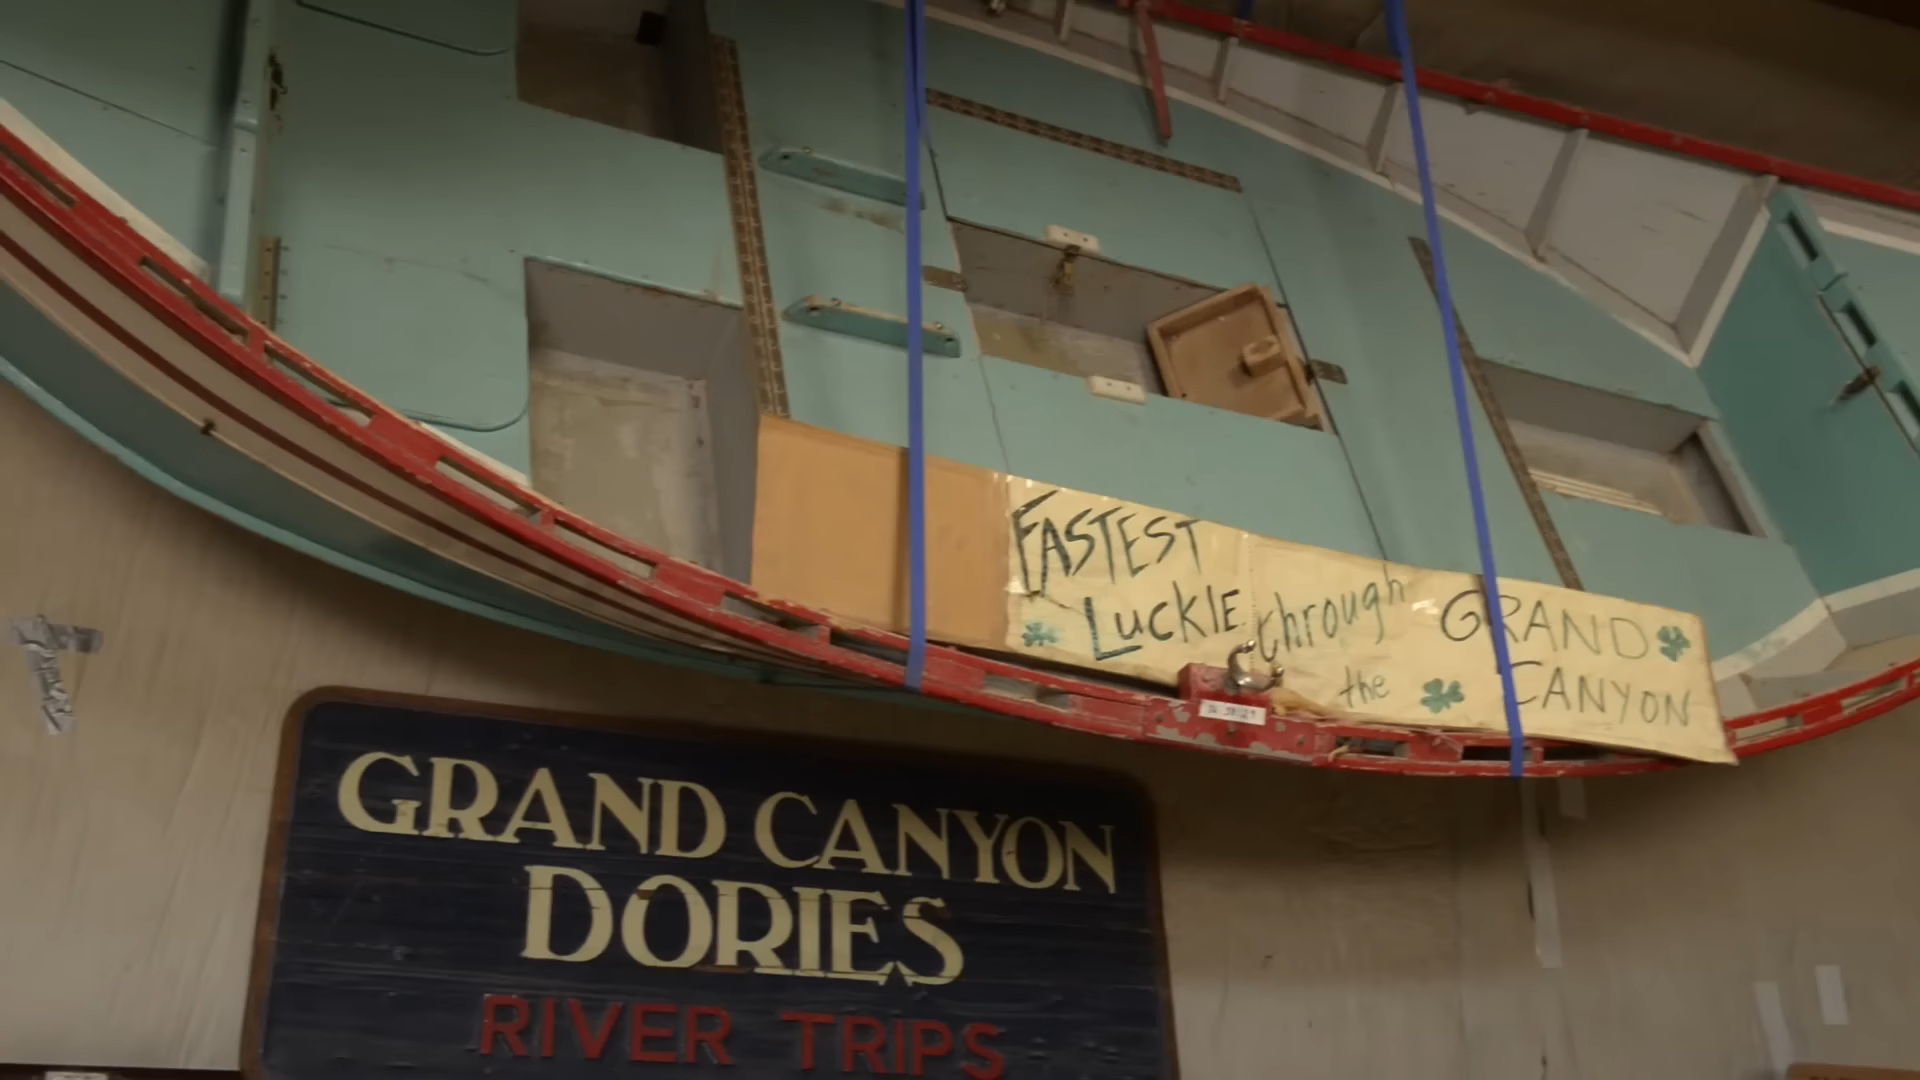 FASTEST
LUCKIE through
the
GRAND
CANYON
GRAND CANYON
DORIES
RIVER TRIPS